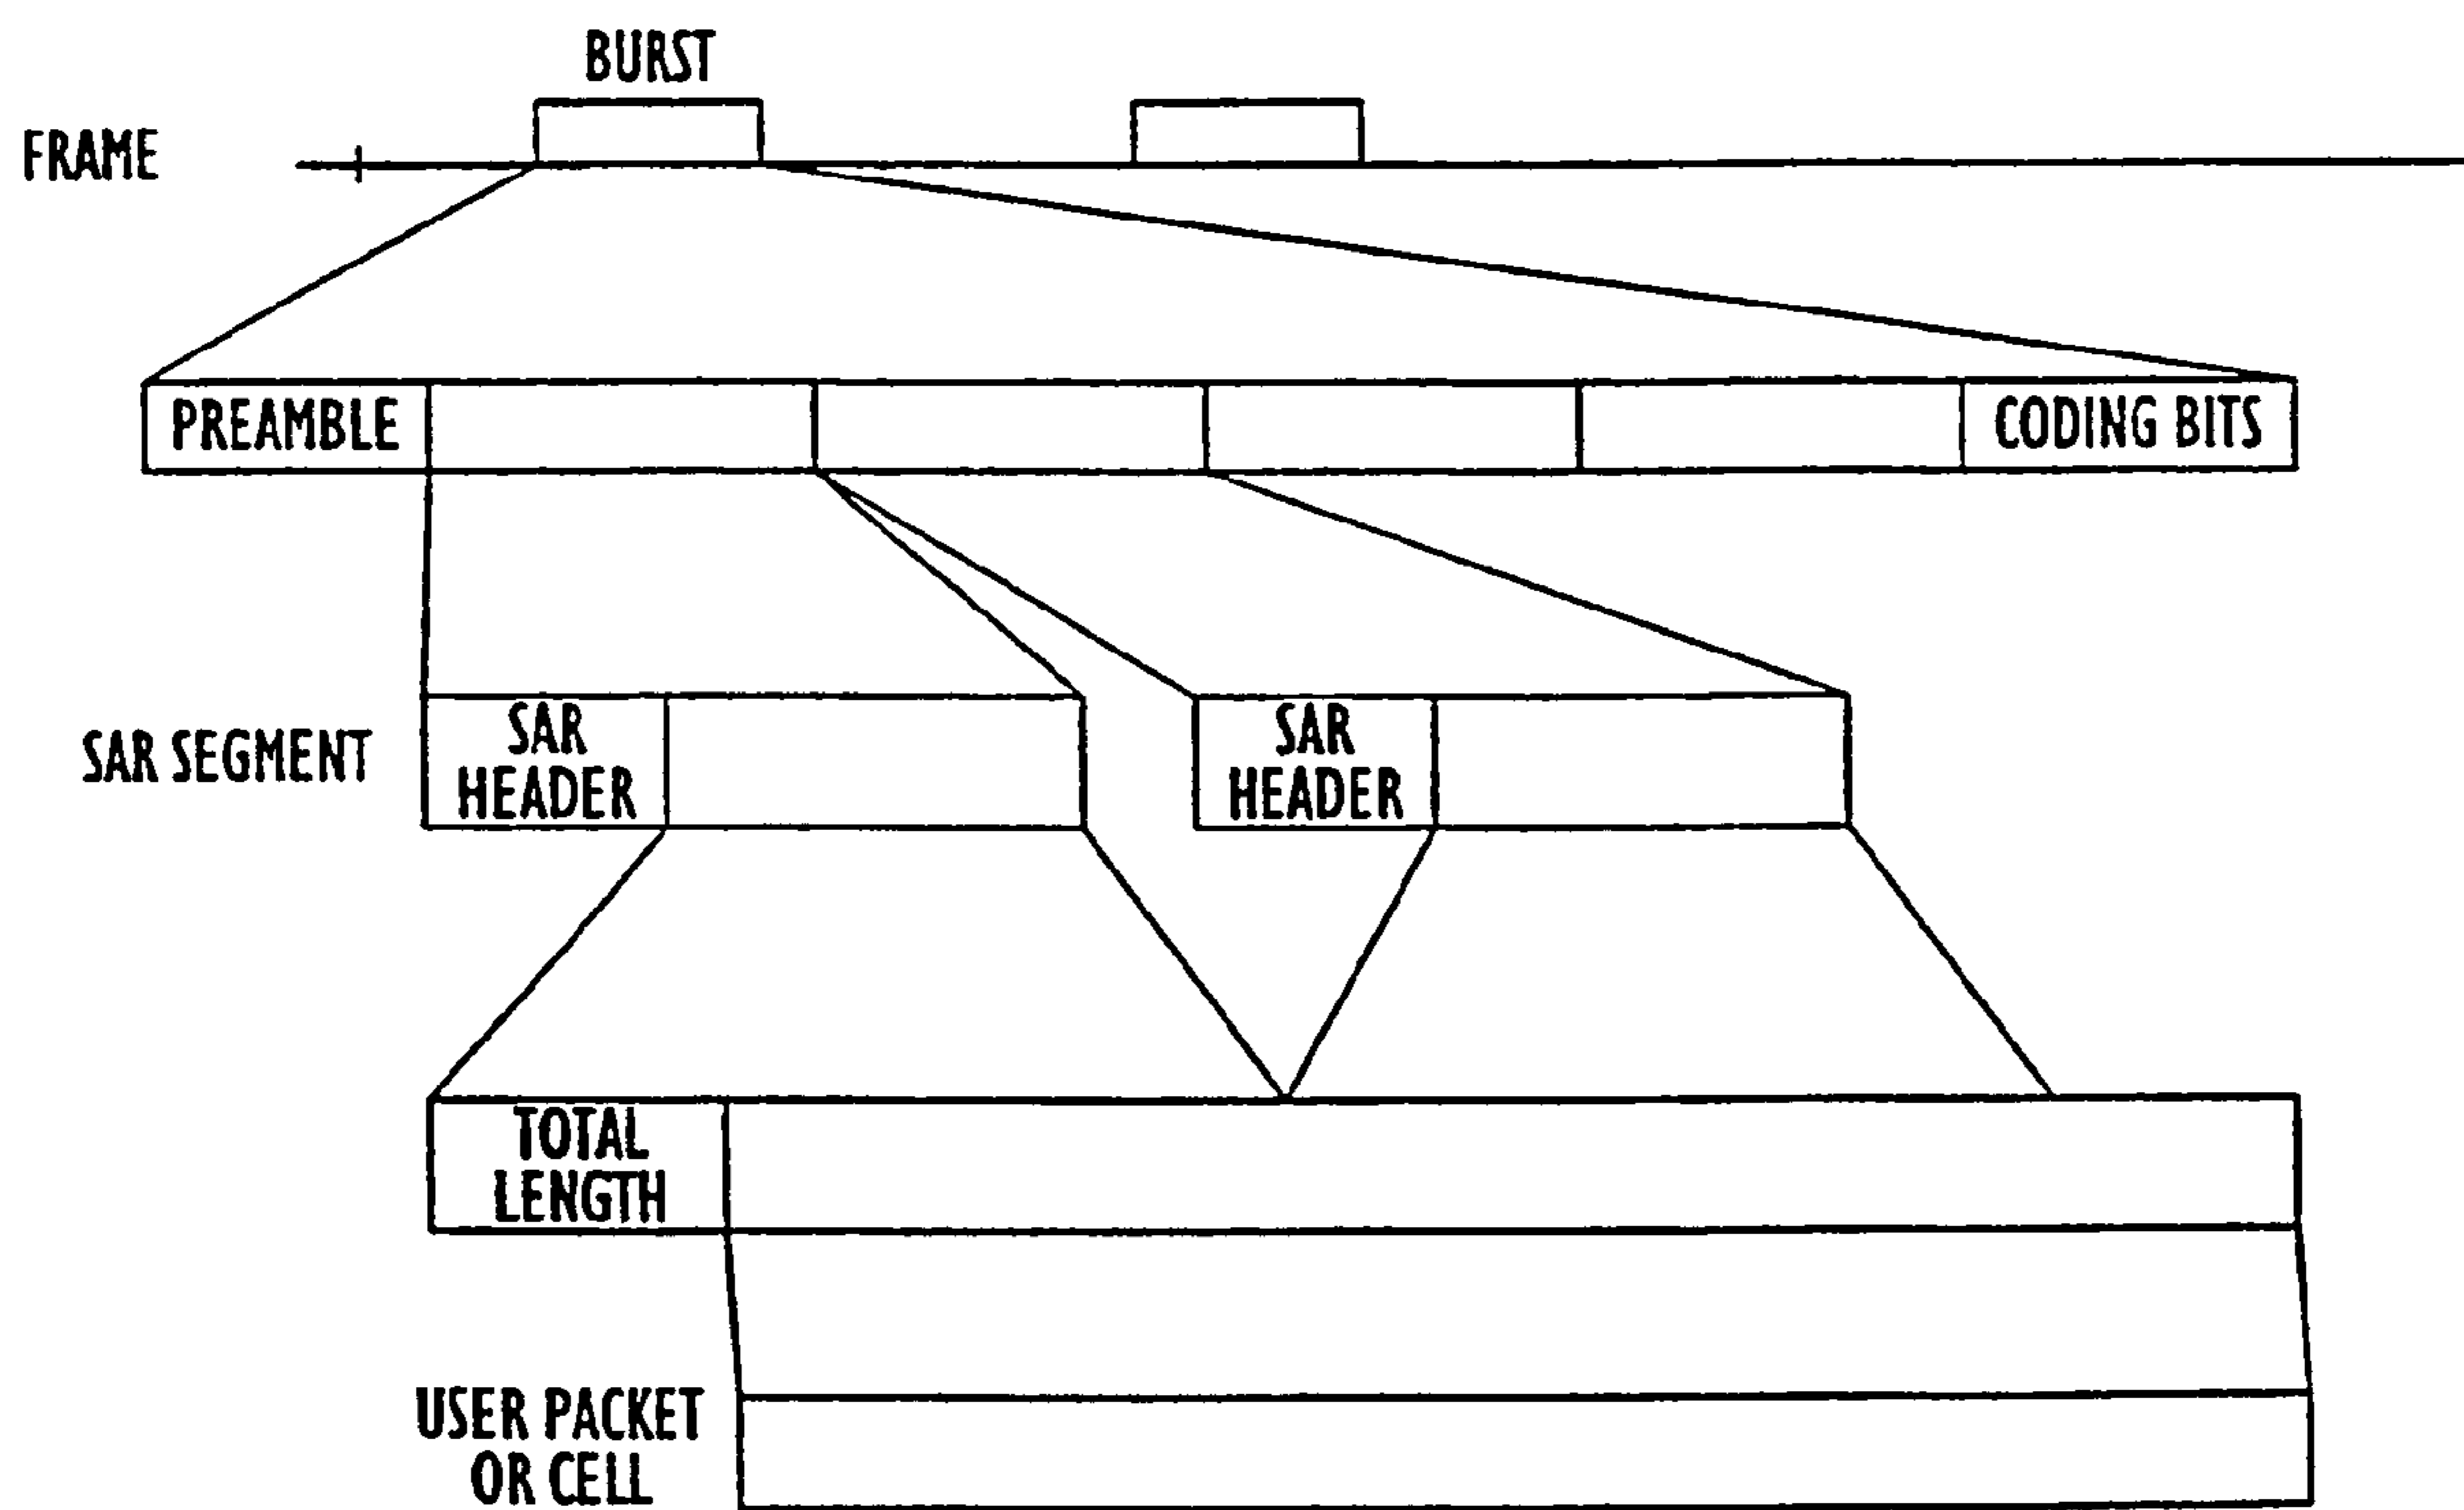 BURST
FRAME
PREAMBLE
CODING BITS
SAR SEGMENT
SAR
HEADER
SAR
HEADER
TOTAL
LENGTH
USER PACKET
OR CELL